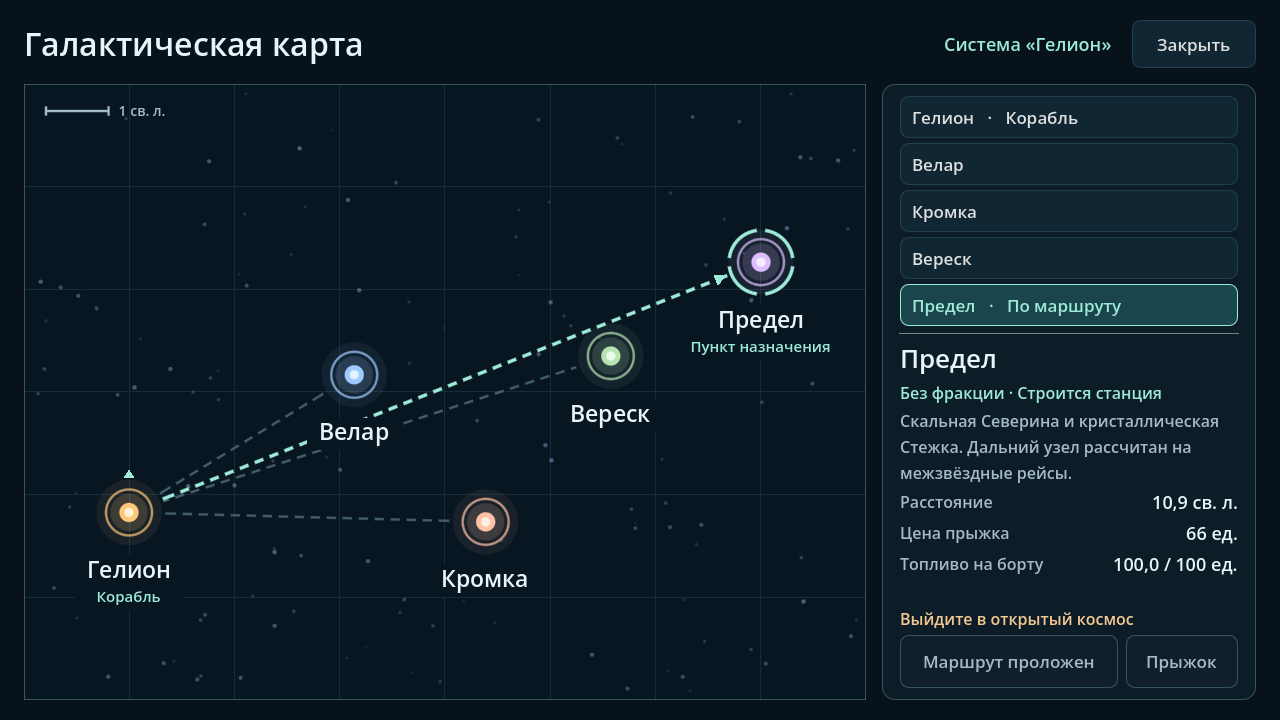 Галактическая карта
Система «Гелион»
Закрыть
1 св. л.
Предел
Пункт назначения
Вереск
Велар
Гелион
Корабль
Кромка
Гелион · Корабль
Велар
Кромка
Вереск
Предел · По маршруту
Предел
Без фракции · Строится станция
Скальная Северина и кристаллическая
Стежка. Дальний узел рассчитан на
межзвёздные рейсы.
Расстояние 10,9 св. л.
Цена прыжка 66 ед.
Топливо на борту 100,0 / 100 ед.
Выйдите в открытый космос
Маршрут проложен
Прыжок